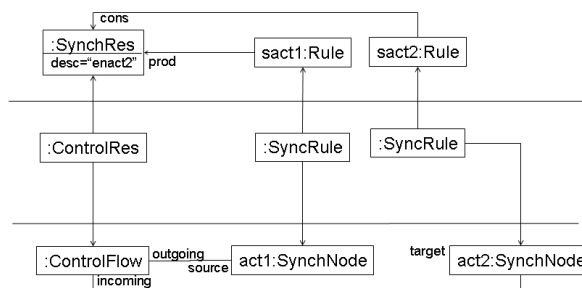 cons
:SynchRes
desc="enact2"
prod
sact1:Rule
sact2:Rule
:ControlRes
:SyncRule
:SyncRule
:ControlFlow
outgoing
source
act1:SynchNode
target
act2:SynchNode
incoming